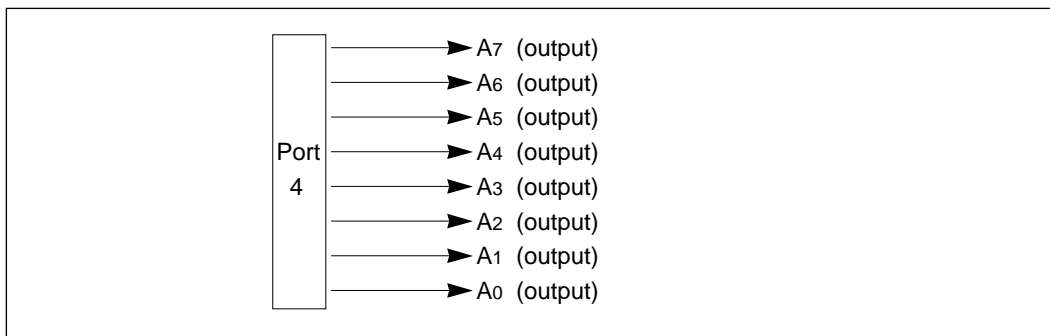 A7 (output)
A6 (output)
A5 (output)
Port
A4 (output)
4
A3 (output)
A2 (output)
A1 (output)
A0 (output)